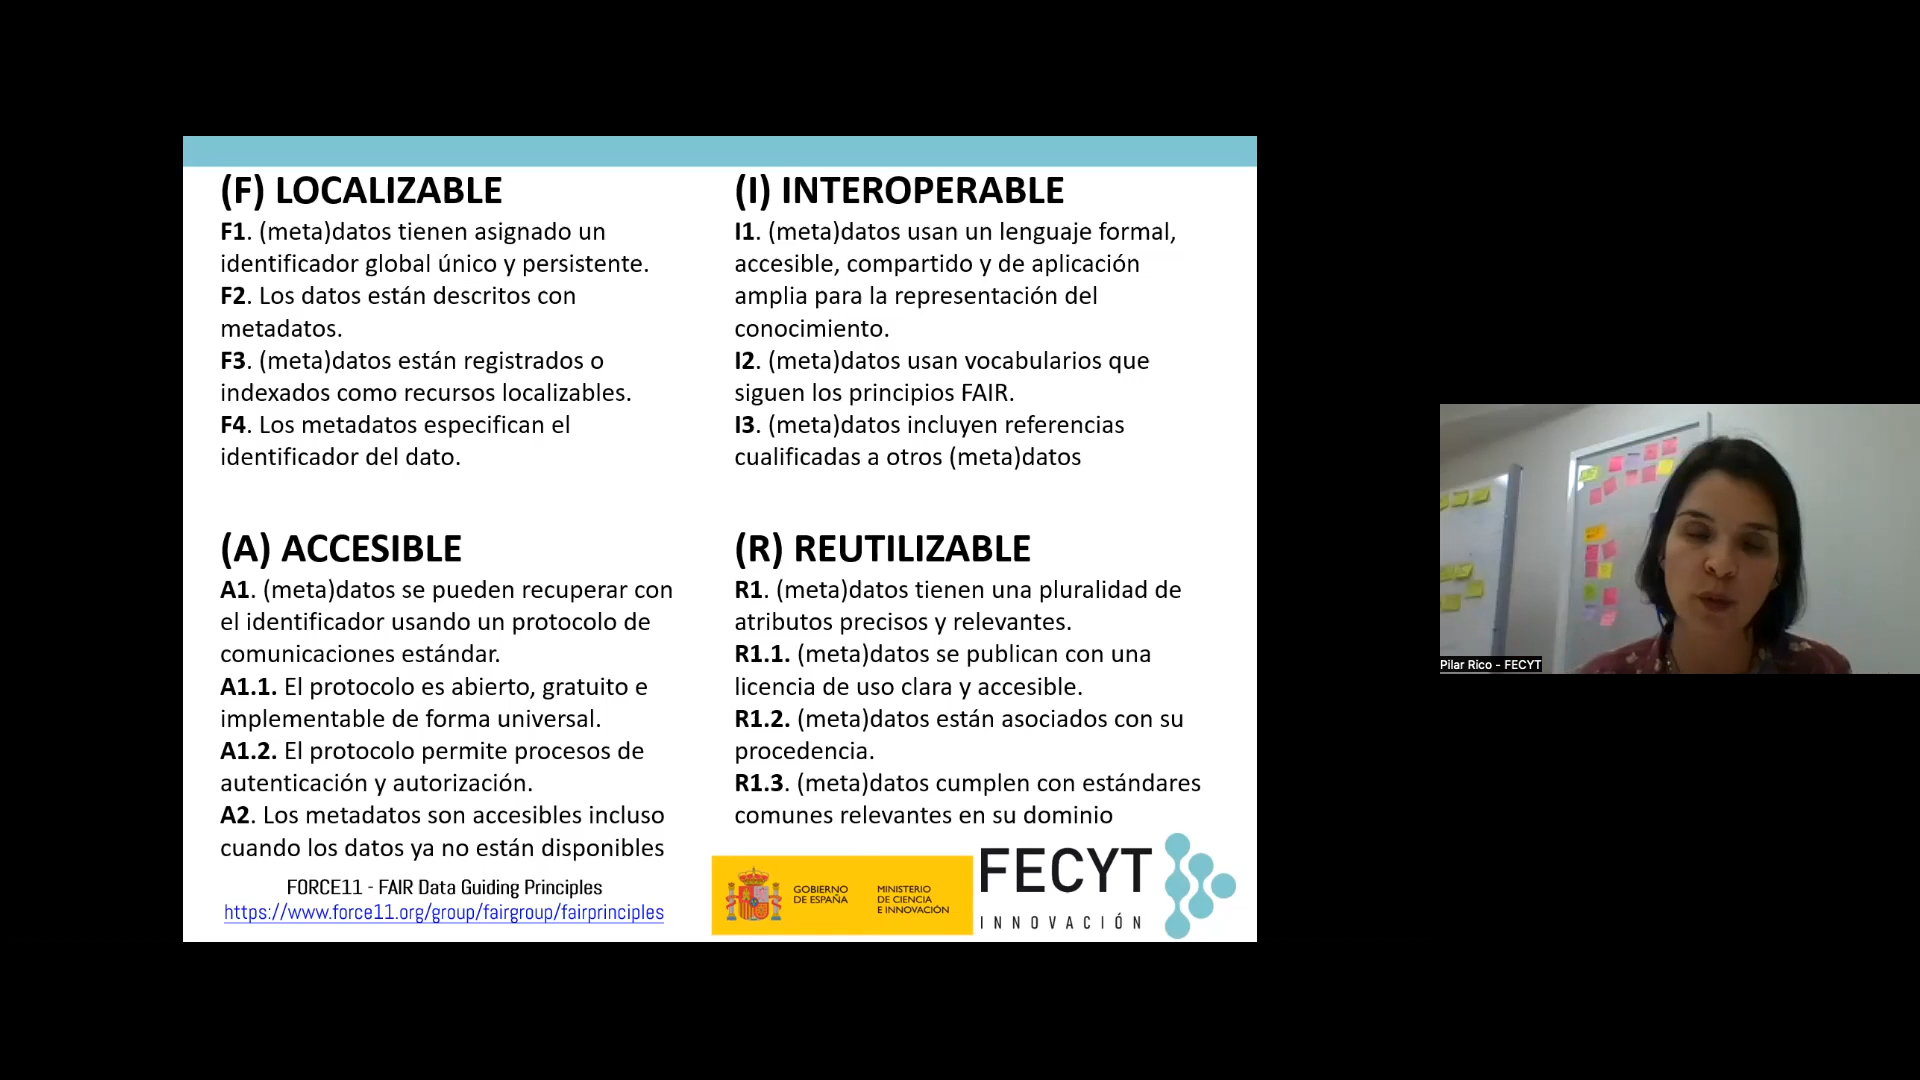 (F) LOCALIZABLE
F1. (meta)datos tienen asignado un
identificador global único y persistente.
F2. Los datos están descritos con
metadatos.
F3. (meta)datos están registrados o
indexados como recursos localizables.
F4. Los metadatos especifican el
identificador del dato.
(A) ACCESIBLE
A1. (meta)datos se pueden recuperar con
el identificador usando un protocolo de
comunicaciones estándar.
A1.1. El protocolo es abierto, gratuito e
implementable de forma universal.
A1.2. El protocolo permite procesos de
autenticación y autorización.
A2. Los metadatos son accesibles incluso
cuando los datos ya no están disponibles
FORCE11 - FAIR Data Guiding Principles
https://www.force11.org/group/fairgroup/fairprinciples
(I) INTEROPERABLE
I1. (meta)datos usan un lenguaje formal,
accesible, compartido y de aplicación
amplia para la representación del
conocimiento.
I2. (meta)datos usan vocabularios que
siguen los principios FAIR.
I3. (meta)datos incluyen referencias
cualificadas a otros (meta)datos
(R) REUTILIZABLE
R1. (meta)datos tienen una pluralidad de
atributos precisos y relevantes.
R1.1. (meta)datos se publican con una
licencia de uso clara y accesible.
R1.2. (meta)datos están asociados con su
procedencia.
R1.3. (meta)datos cumplen con estándares
comunes relevantes en su dominio
GOBIERNO
DE ESPAÑA
MINISTERIO
DE CIENCIA
E INNOVACIÓN
FECYT
INNOVACIÓN
Pilar Rico - FECYT